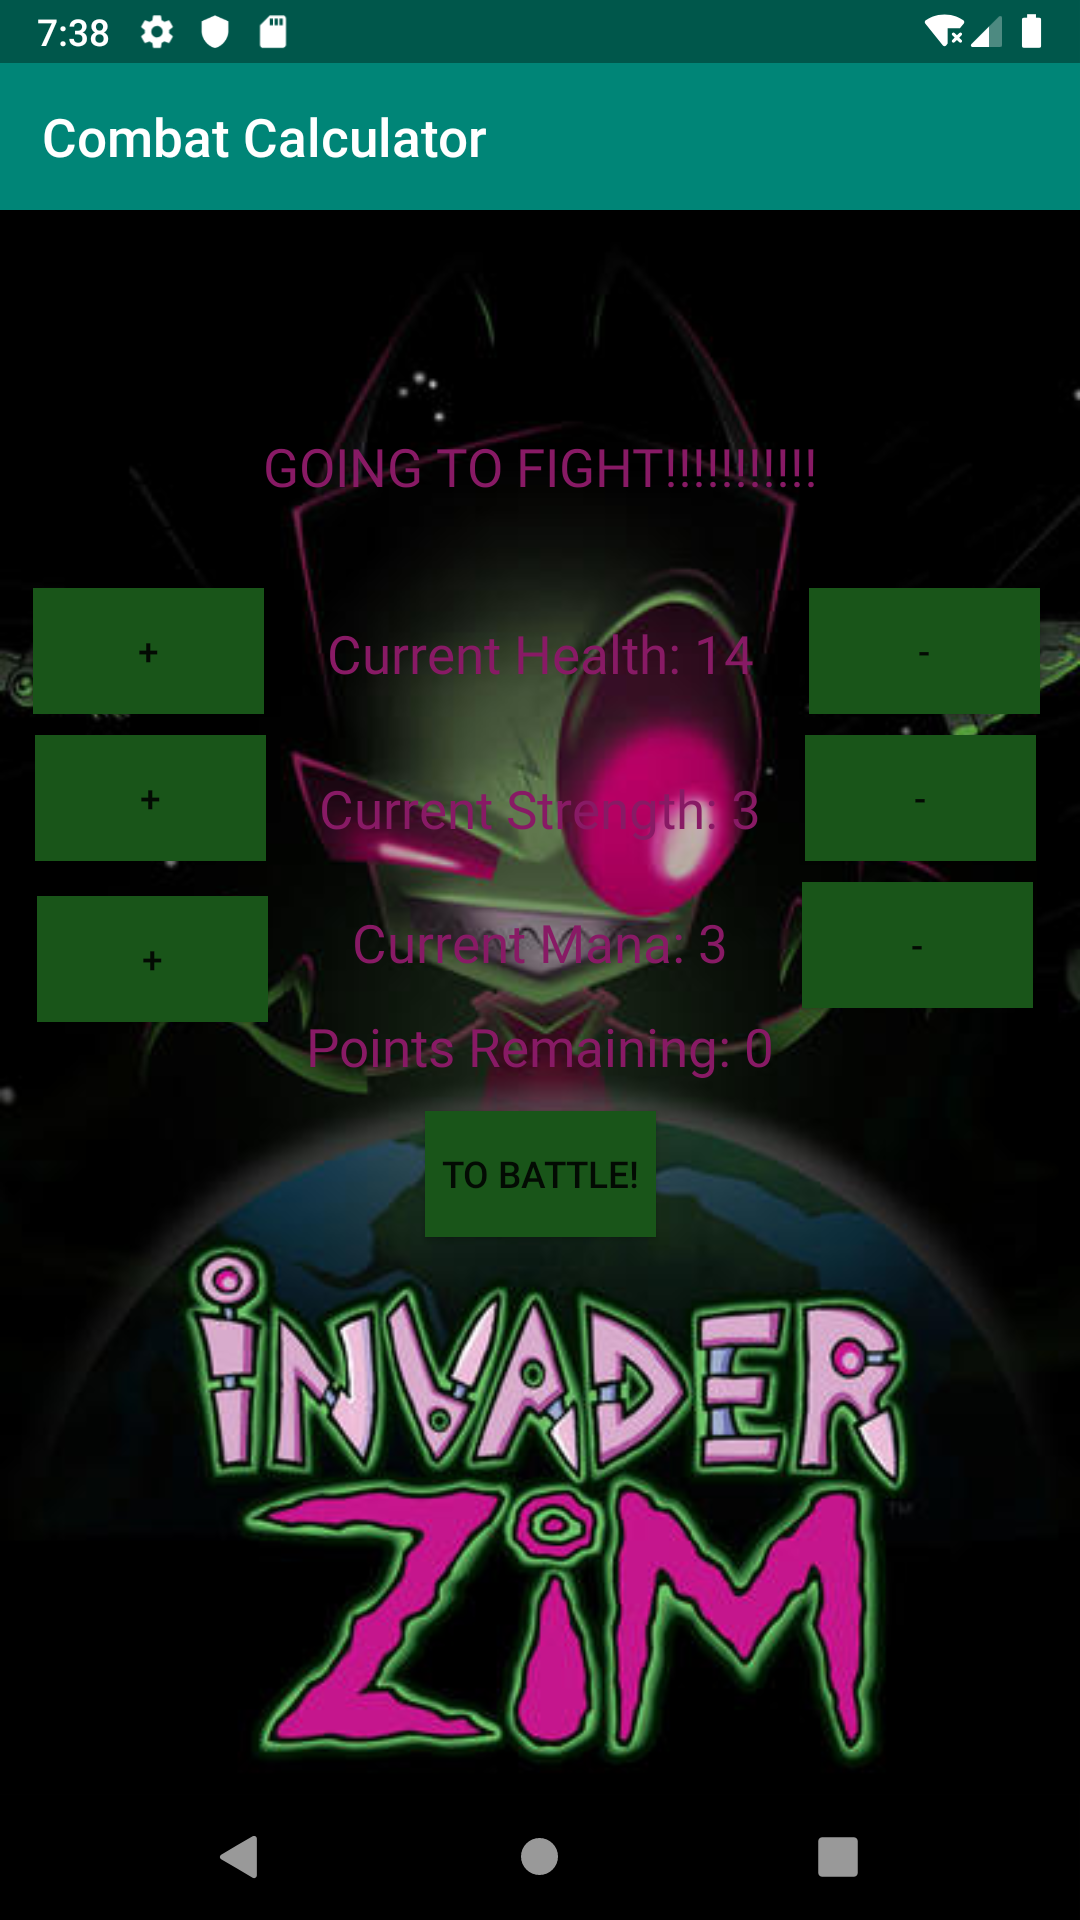 7:38
Combat Calculator
GOING TO FIGHT!!!!!!!!!!!
+ Current Health: 14 -
+ Current Strength: 3 -
+ Current Mana: 3 -
Points Remaining: 0
TO BATTLE!
INVADER
ZiM
TM